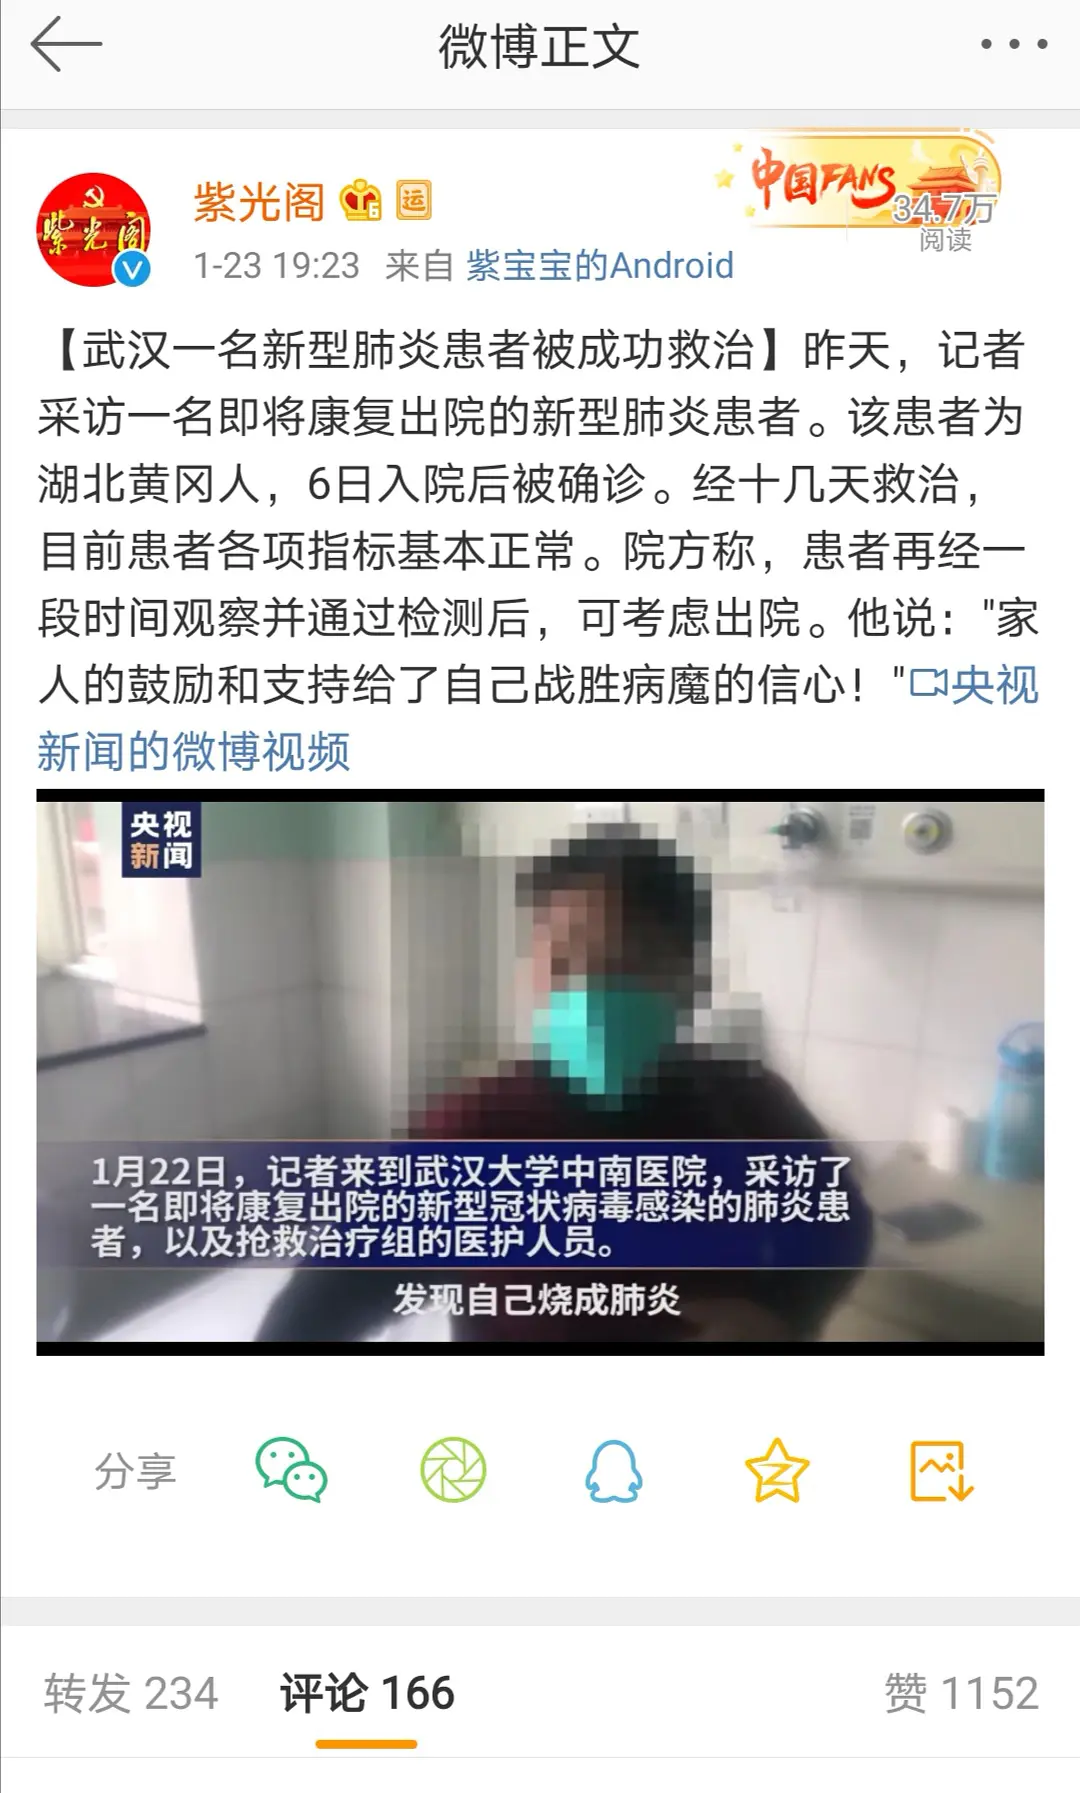 微博正文
紫光阁
运
中国FANS
34.7万
阅读
紫光阁
1-23 19:23 来自 紫宝宝的Android
【武汉一名新型肺炎患者被成功救治】昨天，记者
采访一名即将康复出院的新型肺炎患者。该患者为
湖北黄冈人，6日入院后被确诊。经十几天救治，
目前患者各项指标基本正常。院方称，患者再经一
段时间观察并通过检测后，可考虑出院。他说："家
人的鼓励和支持给了自己战胜病魔的信心！"央视
新闻的微博视频
央视
新闻
1月22日，记者来到武汉大学中南医院，采访了
一名即将康复出院的新型冠状病毒感染的肺炎患
者，以及抢救治疗组的医护人员。
发现自己烧成肺炎
分享
转发 234 评论 166 赞 1152